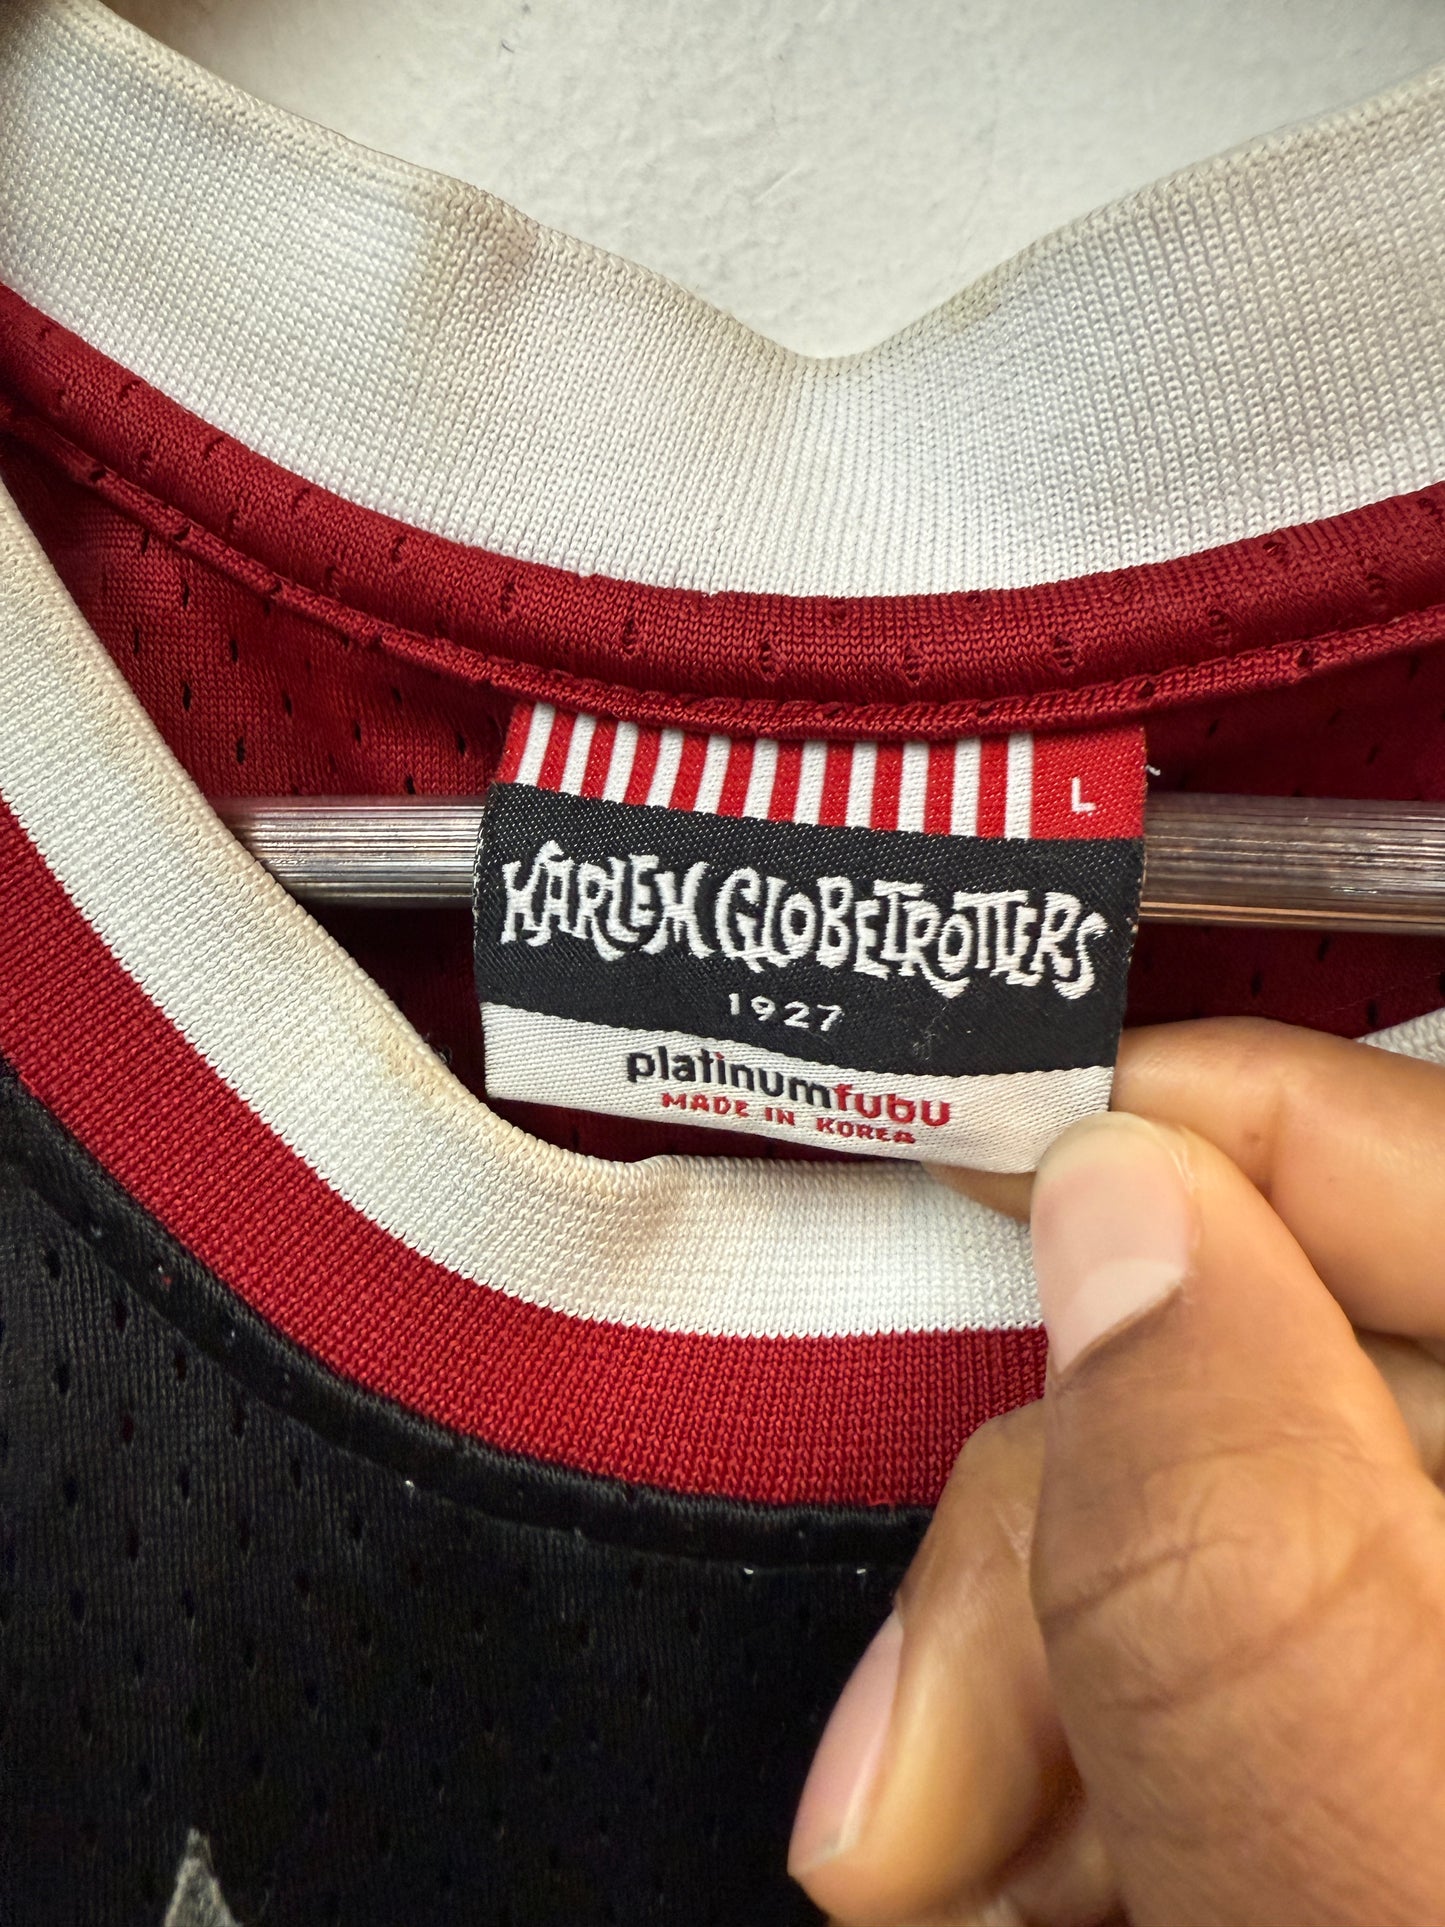 L
HARLEM GLOBETROTTERS
1927
platinumfubu
MADE IN KOREA